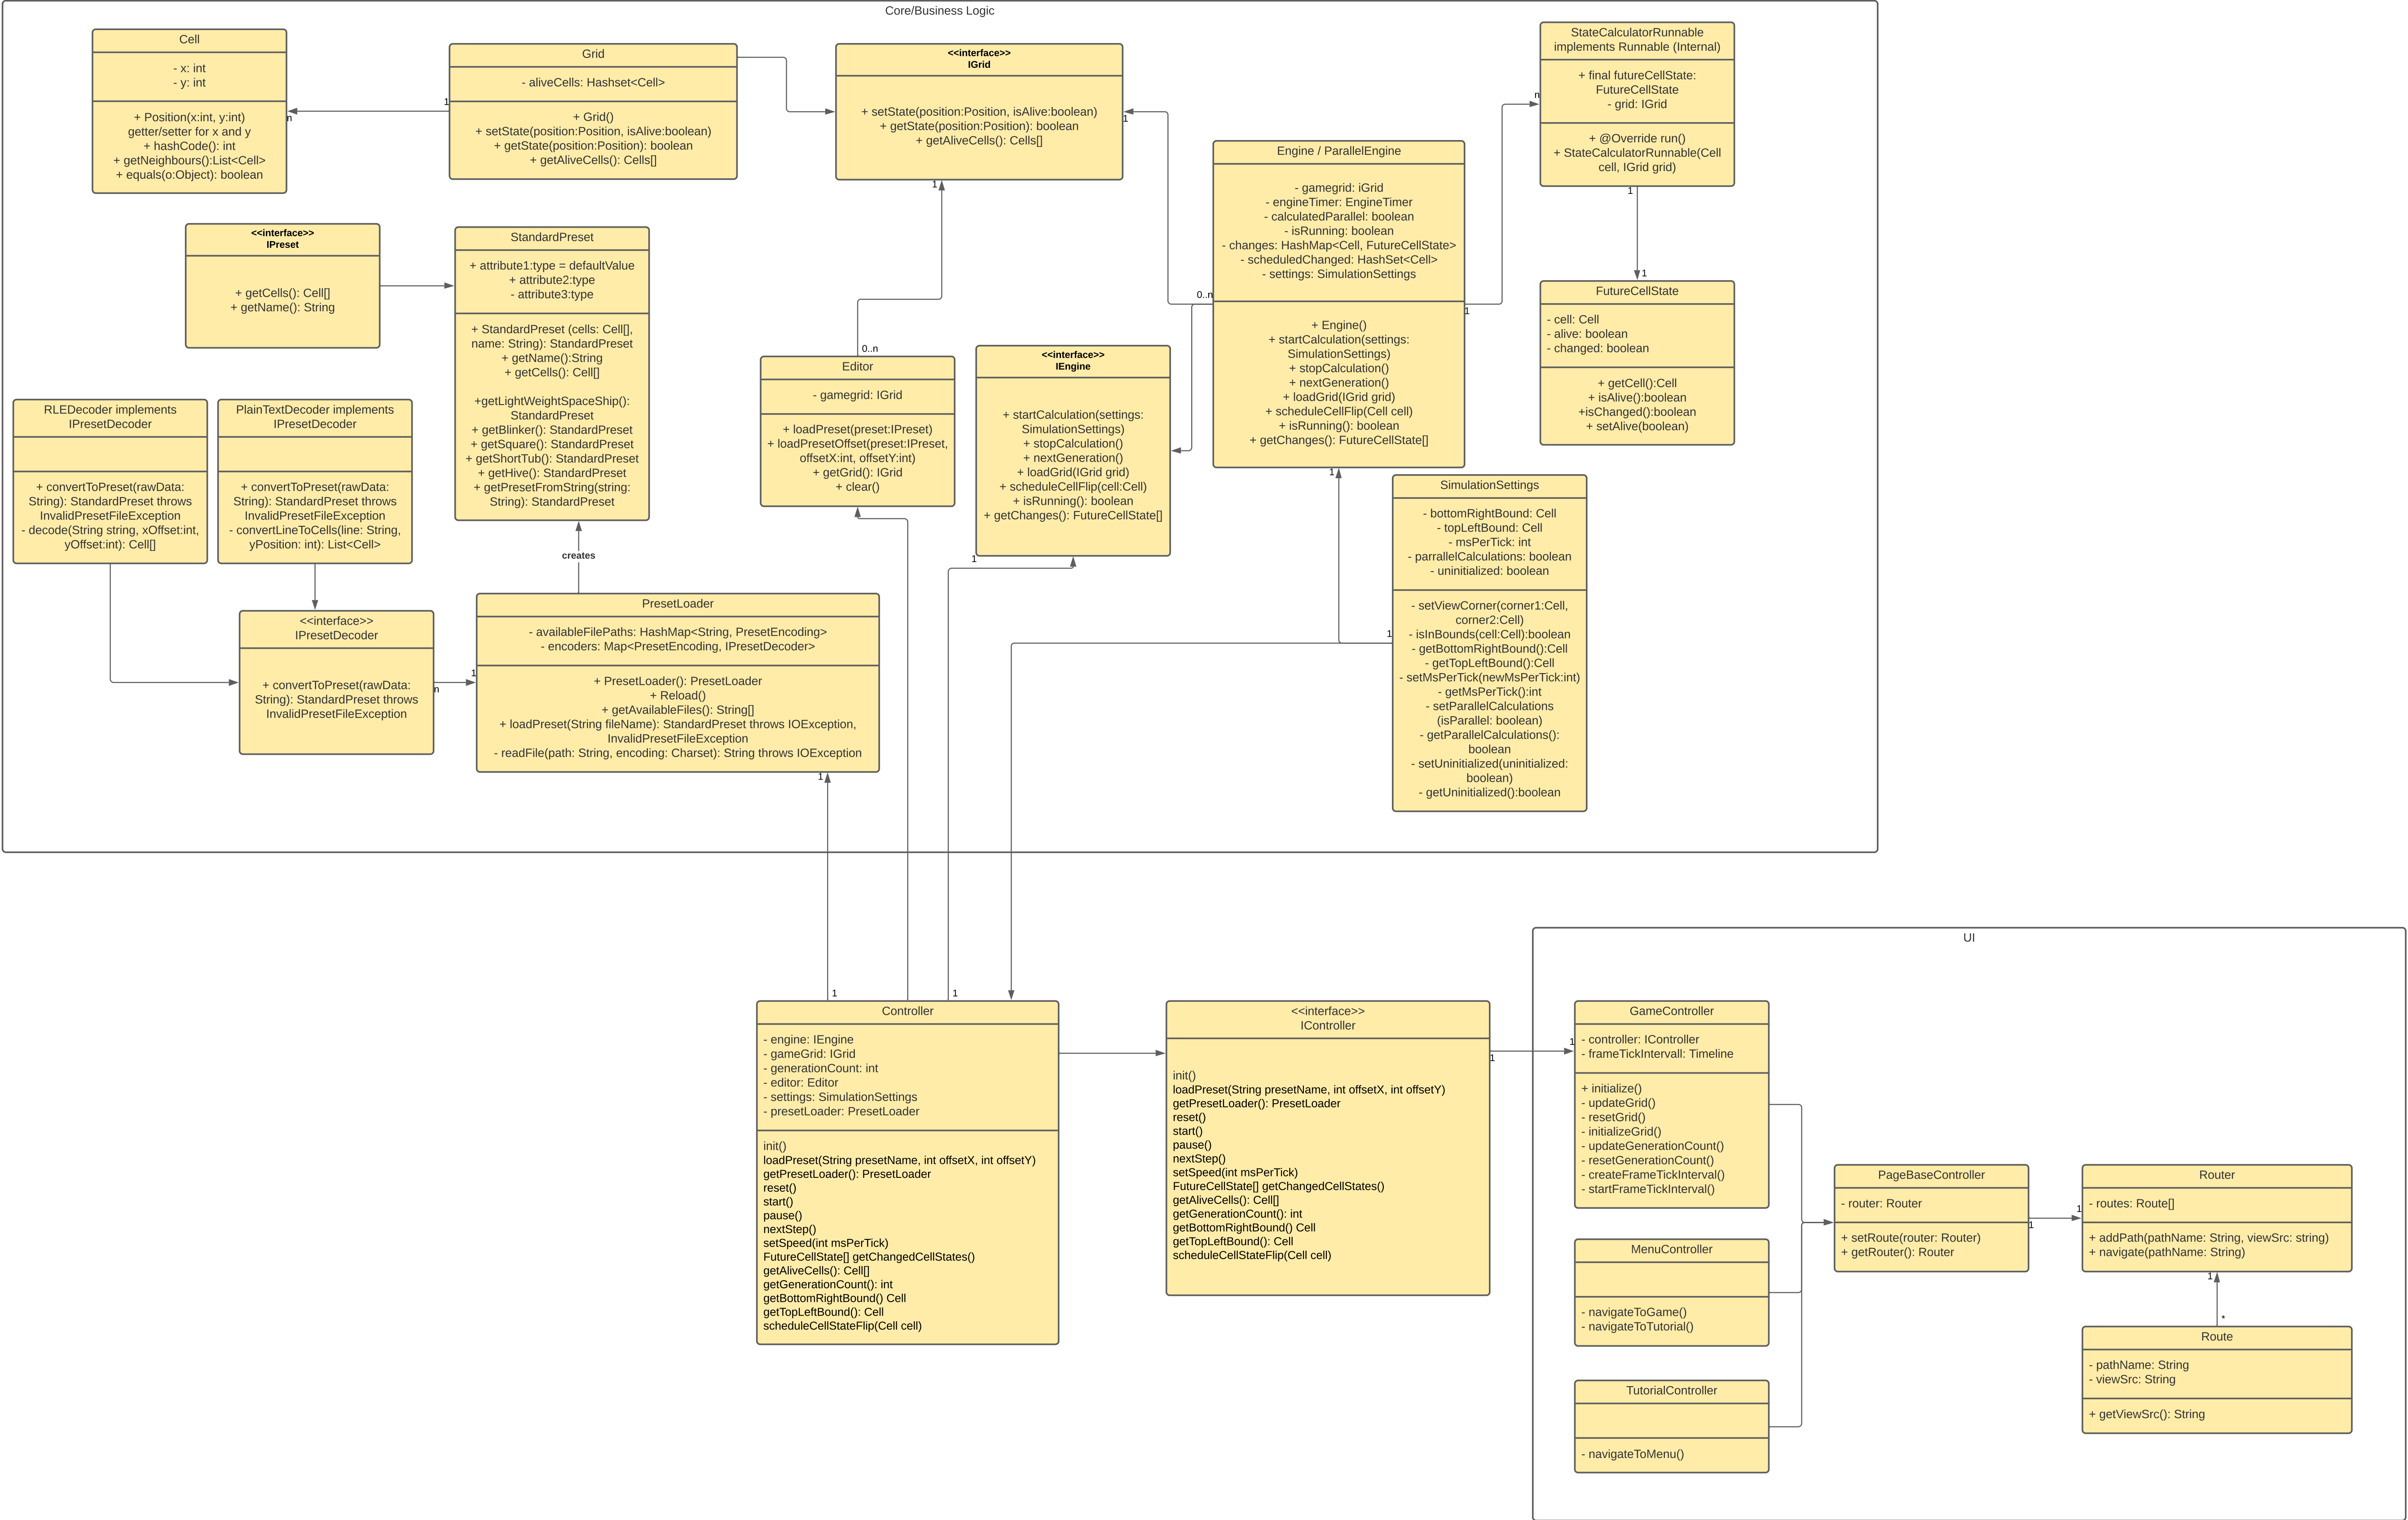 Core/Business Logic
Cell
- x: int
- y: int
+ Position(x:int, y:int)
getter/setter for x and y
+ hashCode(): int
+ getNeighbours():List<Cell>
+ equals(o:Object): boolean
1
n
Grid
- aliveCells: Hashset<Cell>
+ Grid()
+ setState(position:Position, isAlive:boolean)
+ getState(position:Position): boolean
+ getAliveCells(): Cells[]
<<interface>>
IGrid
+ setState(position:Position, isAlive:boolean)
+ getState(position:Position): boolean
+ getAliveCells(): Cells[]
1
1
Engine / ParallelEngine
- gamegrid: iGrid
- engineTimer: EngineTimer
- calculatedParallel: boolean
- isRunning: boolean
- changes: HashMap<Cell, FutureCellState>
- scheduledChanged: HashSet<Cell>
- settings: SimulationSettings
+ Engine()
+ startCalculation(settings:
SimulationSettings)
+ stopCalculation()
+ nextGeneration()
+ loadGrid(IGrid grid)
+ scheduleCellFlip(Cell cell)
+ isRunning(): boolean
+ getChanges(): FutureCellState[]
0..n
1
1
n
StateCalculatorRunnable
implements Runnable (Internal)
+ final futureCellState:
FutureCellState
- grid: IGrid
+ @Override run()
+ StateCalculatorRunnable(Cell
cell, IGrid grid)
1
1
FutureCellState
- cell: Cell
- alive: boolean
- changed: boolean
+ getCell():Cell
+ isAlive():boolean
+isChanged():boolean
+ setAlive(boolean)
<<interface>>
IPreset
+ getCells(): Cell[]
+ getName(): String
StandardPreset
+ attribute1:type = defaultValue
+ attribute2:type
- attribute3:type
+ StandardPreset (cells: Cell[],
name: String): StandardPreset
+ getName():String
+ getCells(): Cell[]
+getLightWeightSpaceShip():
StandardPreset
+ getBlinker(): StandardPreset
+ getSquare(): StandardPreset
+ getShortTub(): StandardPreset
+ getHive(): StandardPreset
+ getPresetFromString(string:
String): StandardPreset
0..n
Editor
- gamegrid: IGrid
+ loadPreset(preset:IPreset)
+ loadPresetOffset(preset:IPreset,
offsetX:int, offsetY:int)
+ getGrid(): IGrid
+ clear()
<<interface>>
IEngine
+ startCalculation(settings:
SimulationSettings)
+ stopCalculation()
+ nextGeneration()
+ loadGrid(IGrid grid)
+ scheduleCellFlip(cell:Cell)
+ isRunning(): boolean
+ getChanges(): FutureCellState[]
1
RLEDecoder implements
IPresetDecoder
+ convertToPreset(rawData:
String): StandardPreset throws
InvalidPresetFileException
- decode(String string, xOffset:int,
yOffset:int): Cell[]
PlainTextDecoder implements
IPresetDecoder
+ convertToPreset(rawData:
String): StandardPreset throws
InvalidPresetFileException
- convertLineToCells(line: String,
yPosition: int): List<Cell>
SimulationSettings
- bottomRightBound: Cell
- topLeftBound: Cell
- msPerTick: int
- parrallelCalculations: boolean
- uninitialized: boolean
- setViewCorner(corner1:Cell,
corner2:Cell)
- isInBounds(cell:Cell):boolean
- getBottomRightBound():Cell
- getTopLeftBound():Cell
- setMsPerTick(newMsPerTick:int)
- getMsPerTick():int
- setParallelCalculations
(isParallel: boolean)
- getParallelCalculations():
boolean
- setUninitialized(uninitialized:
boolean)
- getUninitialized():boolean
1
creates
<<interface>>
IPresetDecoder
+ convertToPreset(rawData:
String): StandardPreset throws
InvalidPresetFileException
n
1
PresetLoader
- availableFilePaths: HashMap<String, PresetEncoding>
- encoders: Map<PresetEncoding, IPresetDecoder>
+ PresetLoader(): PresetLoader
+ Reload()
+ getAvailableFiles(): String[]
+ loadPreset(String fileName): StandardPreset throws IOException,
InvalidPresetFileException
- readFile(path: String, encoding: Charset): String throws IOException
1
1
1
Controller
- engine: IEngine
- gameGrid: IGrid
- generationCount: int
- editor: Editor
- settings: SimulationSettings
- presetLoader: PresetLoader
init()
loadPreset(String presetName, int offsetX, int offsetY)
getPresetLoader(): PresetLoader
reset()
start()
pause()
nextStep()
setSpeed(int msPerTick)
FutureCellState[] getChangedCellStates()
getAliveCells(): Cell[]
getGenerationCount(): int
getBottomRightBound() Cell
getTopLeftBound(): Cell
scheduleCellStateFlip(Cell cell)
<<interface>>
IController
init()
loadPreset(String presetName, int offsetX, int offsetY)
getPresetLoader(): PresetLoader
reset()
start()
pause()
nextStep()
setSpeed(int msPerTick)
FutureCellState[] getChangedCellStates()
getAliveCells(): Cell[]
getGenerationCount(): int
getBottomRightBound() Cell
getTopLeftBound(): Cell
scheduleCellStateFlip(Cell cell)
1
1
UI
GameController
- controller: IController
- frameTickIntervall: Timeline
+ initialize()
- updateGrid()
- resetGrid()
- initializeGrid()
- updateGenerationCount()
- resetGenerationCount()
- createFrameTickInterval()
- startFrameTickInterval()
MenuController
- navigateToGame()
- navigateToTutorial()
TutorialController
- navigateToMenu()
PageBaseController
- router: Router
+ setRoute(router: Router)
+ getRouter(): Router
1
1
Router
- routes: Route[]
+ addPath(pathName: String, viewSrc: string)
+ navigate(pathName: String)
1
*
Route
- pathName: String
- viewSrc: String
+ getViewSrc(): String